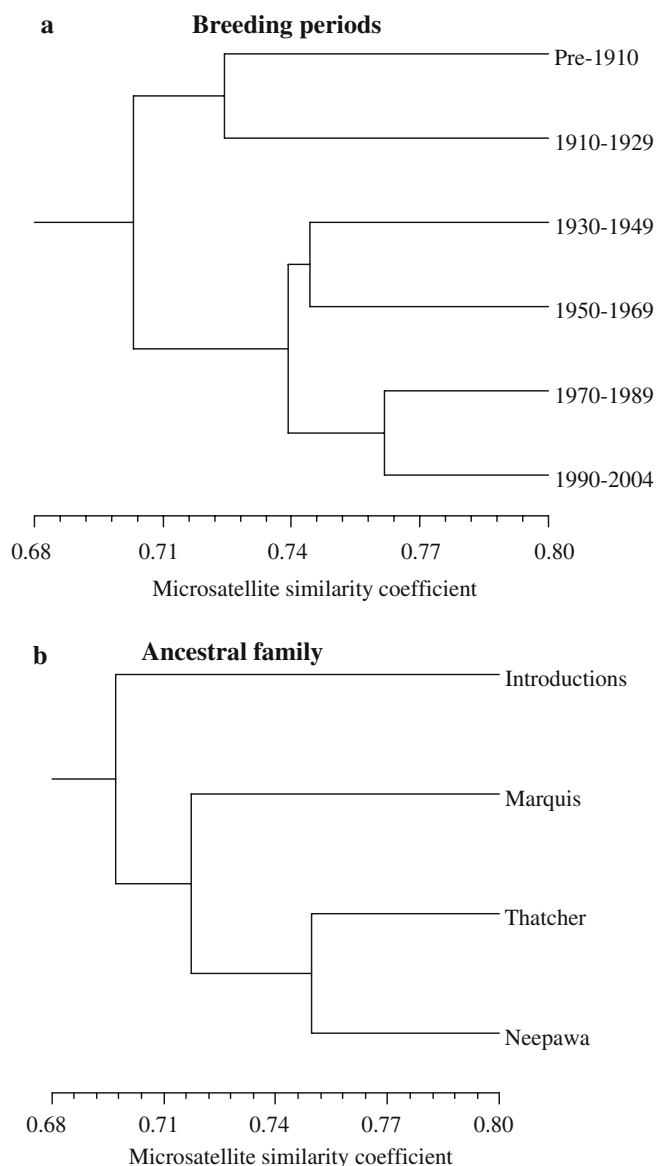 a
Breeding periods
Pre-1910
1910-1929
1930-1949
1950-1969
1970-1989
1990-2004
0.68 0.71 0.74 0.77 0.80
Microsatellite similarity coefficient
b
Ancestral family
Introductions
Marquis
Thatcher
Neepawa
0.68 0.71 0.74 0.77 0.80
Microsatellite similarity coefficient